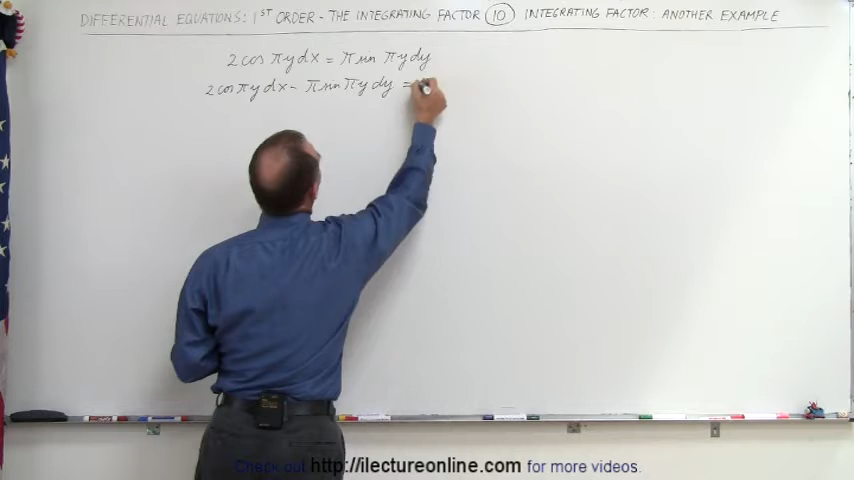 DIFFERENTIAL EQUATIONS: 1ST ORDER - THE INTEGRATING FACTOR 10 INTEGRATING FACTOR: ANOTHER EXAMPLE
2 cos πy dx = π sin πy dy
2 cos πy dx - π sin πy dy =
Check out http://ilectureonline.com for more videos.